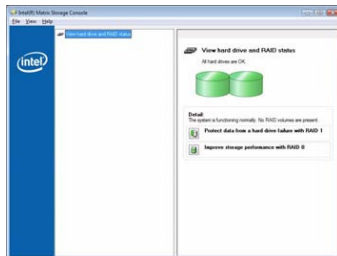 Intel(R) Matrix Storage Console
File View Help
View hard drive and RAID status
intel
View hard drive and RAID status
All hard drives are OK.
Detail:
The system is functioning normally. No RAID volumes are present.
Protect data from a hard drive failure with RAID 1
Improve storage performance with RAID 0